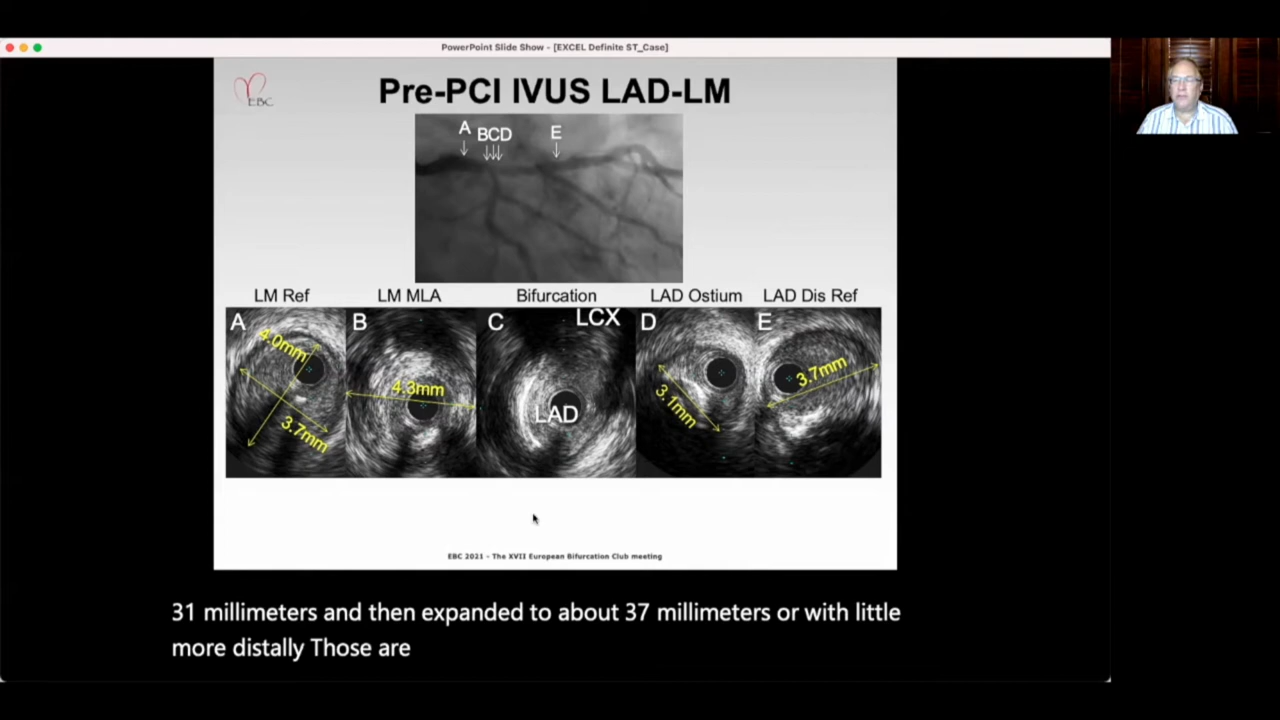 PowerPoint Slide Show - [EXCEL Definite ST_Case]
EBC
Pre-PCI IVUS LAD-LM
A BCD E
LM Ref LM MLA Bifurcation LAD Ostium LAD Dis Ref
A B C LCX D E
4.0mm 3.7mm 4.3mm LAD 3.1mm 3.7mm
EBC 2021 - The XVII European Bifurcation Club meeting
31 millimeters and then expanded to about 37 millimeters or with little
more distally Those are